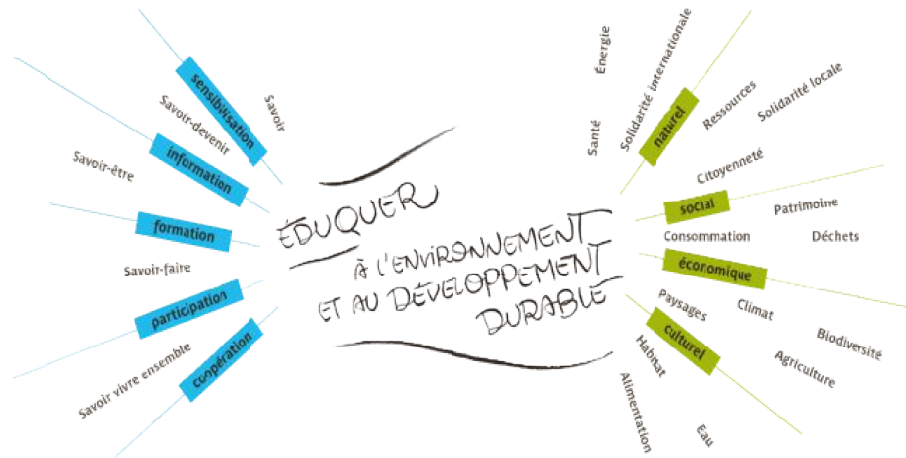 sensibilisation
Savoir
Savoir-devenir
information
Savoir-être
formation
Savoir-faire
participation
Savoir vivre ensemble
coopération
ÉDUQUER
À L'ENVIRONNEMENT
ET AU DÉVELOPPEMENT
DURABLE
Énergie
Santé
Solidarité internationale
naturel
Ressources
Solidarité locale
Citoyenneté
social
Patrimoine
Consommation
Déchets
économique
Paysages
Climat
culturel
Biodiversité
Agriculture
Habnat
Alimentation
Eau